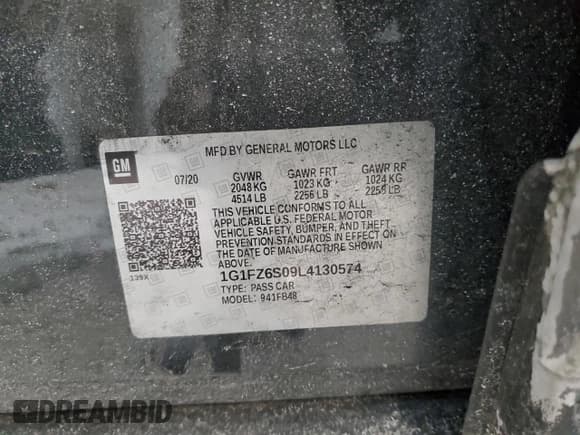 GM
MFD BY GENERAL MOTORS LLC
07/20 GVWR GAWR FRT GAWR RR
2048 KG 1023 KG 1024 KG
4514 LB 2256 LB 2258 LB
THIS VEHICLE CONFORMS TO ALL
APPLICABLE U.S. FEDERAL MOTOR
VEHICLE SAFETY, BUMPER, AND THEFT
PREVENTION STANDARDS IN EFFECT ON
THE DATE OF MANUFACTURE SHOWN
ABOVE.
139X
1G1FZ6S09L4130574
TYPE: PASS CAR
MODEL: 941FB48
DREAMBID